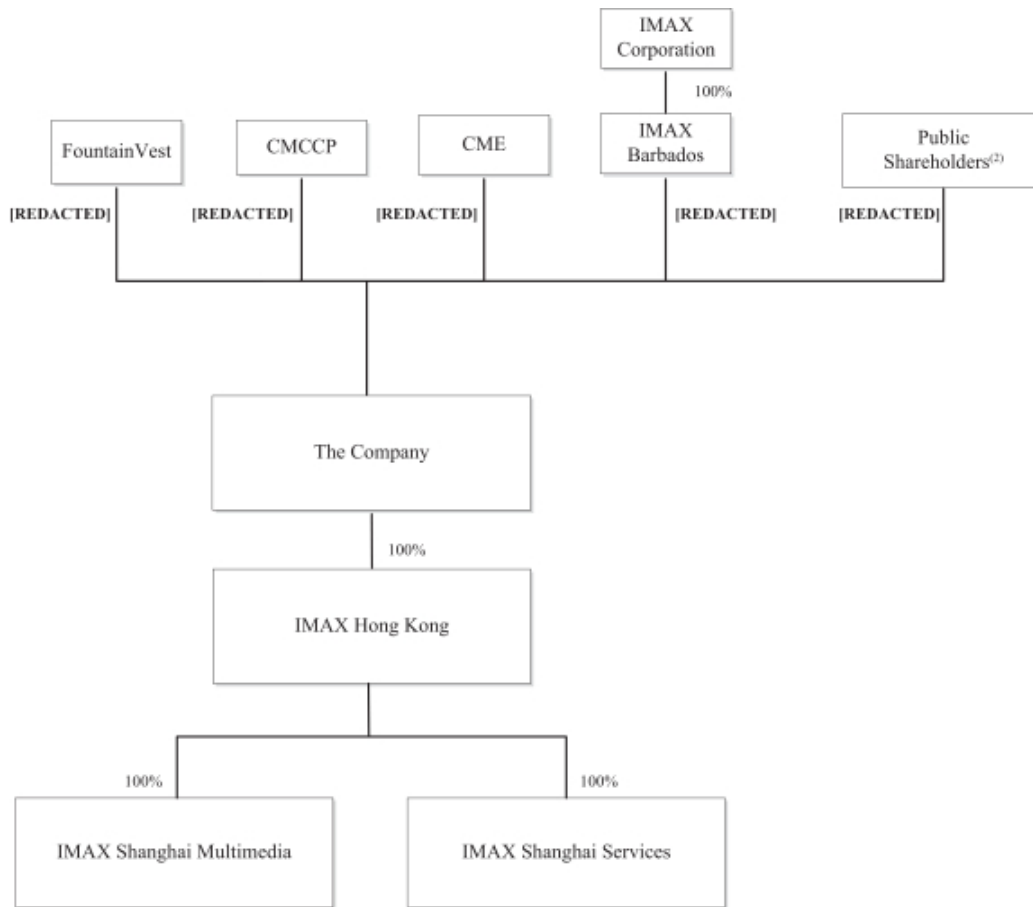 IMAX
Corporation
100%
FountainVest
CMCCP
CME
IMAX
Barbados
Public
Shareholders(2)
[REDACTED]
[REDACTED]
[REDACTED]
[REDACTED]
[REDACTED]
The Company
100%
IMAX Hong Kong
100%
100%
IMAX Shanghai Multimedia
IMAX Shanghai Services